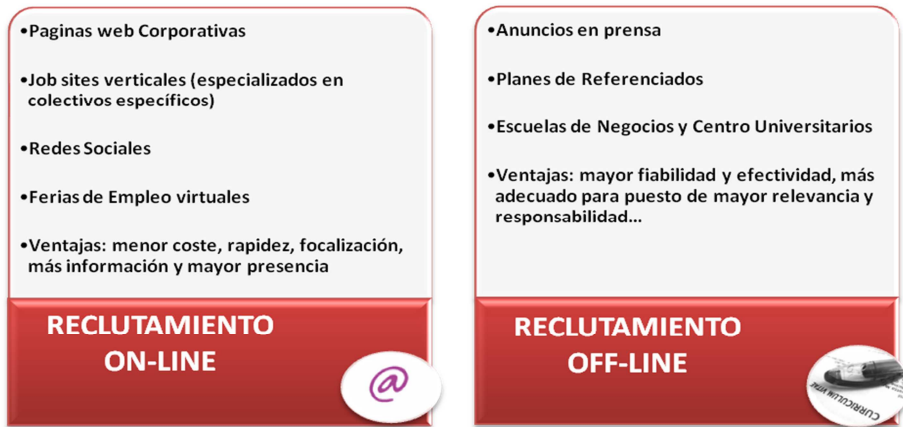 •Paginas web Corporativas
•Job sites verticales (especializados en
colectivos específicos)
•Redes Sociales
•Ferias de Empleo virtuales
•Ventajas: menor coste, rapidez, focalización,
más información y mayor presencia
RECLUTAMIENTO
ON-LINE
@
•Anuncios en prensa
•Planes de Referenciados
•Escuelas de Negocios y Centro Universitarios
•Ventajas: mayor fiabilidad y efectividad, más
adecuado para puesto de mayor relevancia y
responsabilidad...
RECLUTAMIENTO
OFF-LINE
CURRICULUM VITAE